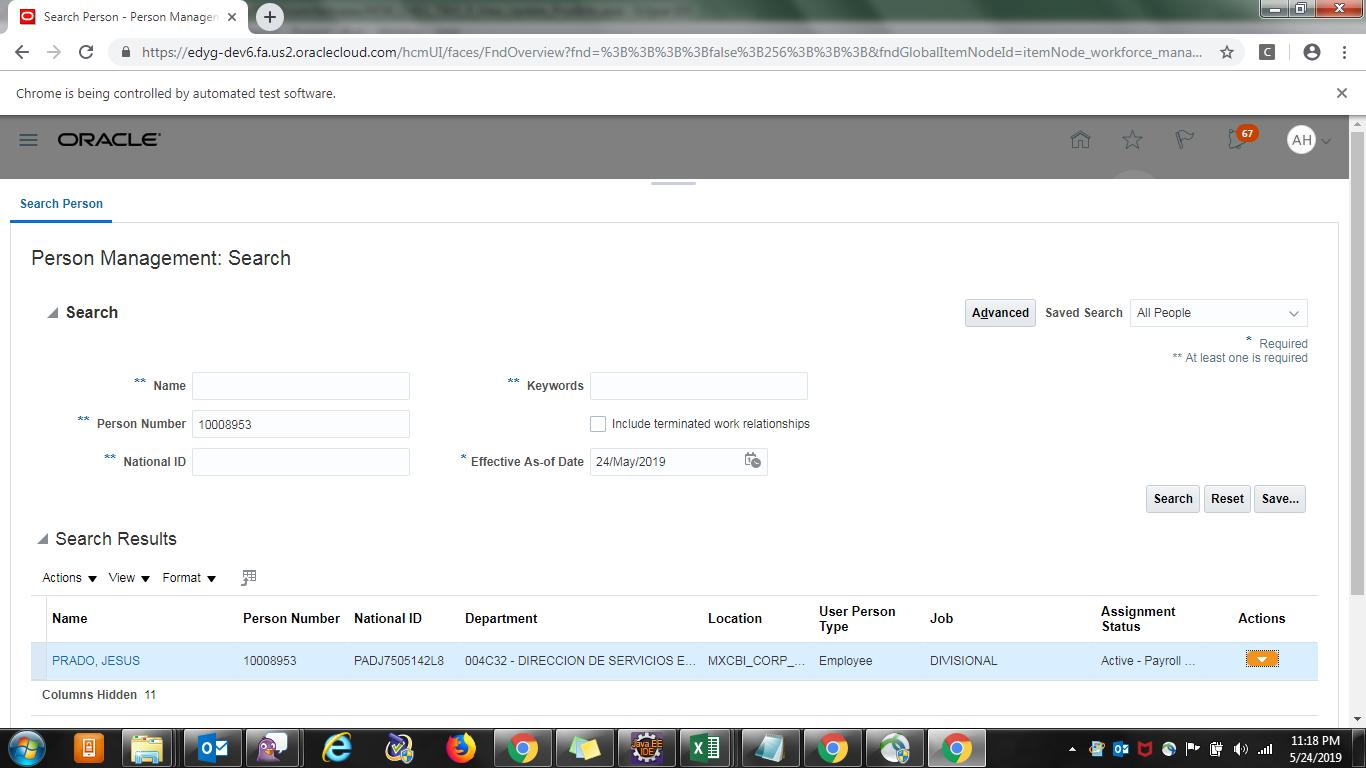 Search Person - Person Managen
https://edyg-dev6.fa.us2.oraclecloud.com/hcmUI/faces/FndOverview?fnd=%3B%3B%3B%3Bfalse%3B256%3B%3B%3B&fndGlobalItemNodeId=itemNode_workforce_mana...
C
Chrome is being controlled by automated test software.
ORACLE
67
AH
Search Person
Person Management: Search
Search
Advanced Saved Search All People
* Required
** At least one is required
** Name
** Keywords
** Person Number 10008953
Include terminated work relationships
** National ID
* Effective As-of Date 24/May/2019
Search Reset Save...
Search Results
Actions View Format
Name Person Number National ID Department Location User Person Type Job Assignment Status Actions
PRADO, JESUS 10008953 PADJ7505142L8 004C32 - DIRECCION DE SERVICIOS E... MXCBI_CORP_... Employee DIVISIONAL Active - Payroll ...
Columns Hidden 11
Java EE
IDE
11:18 PM
5/24/2019